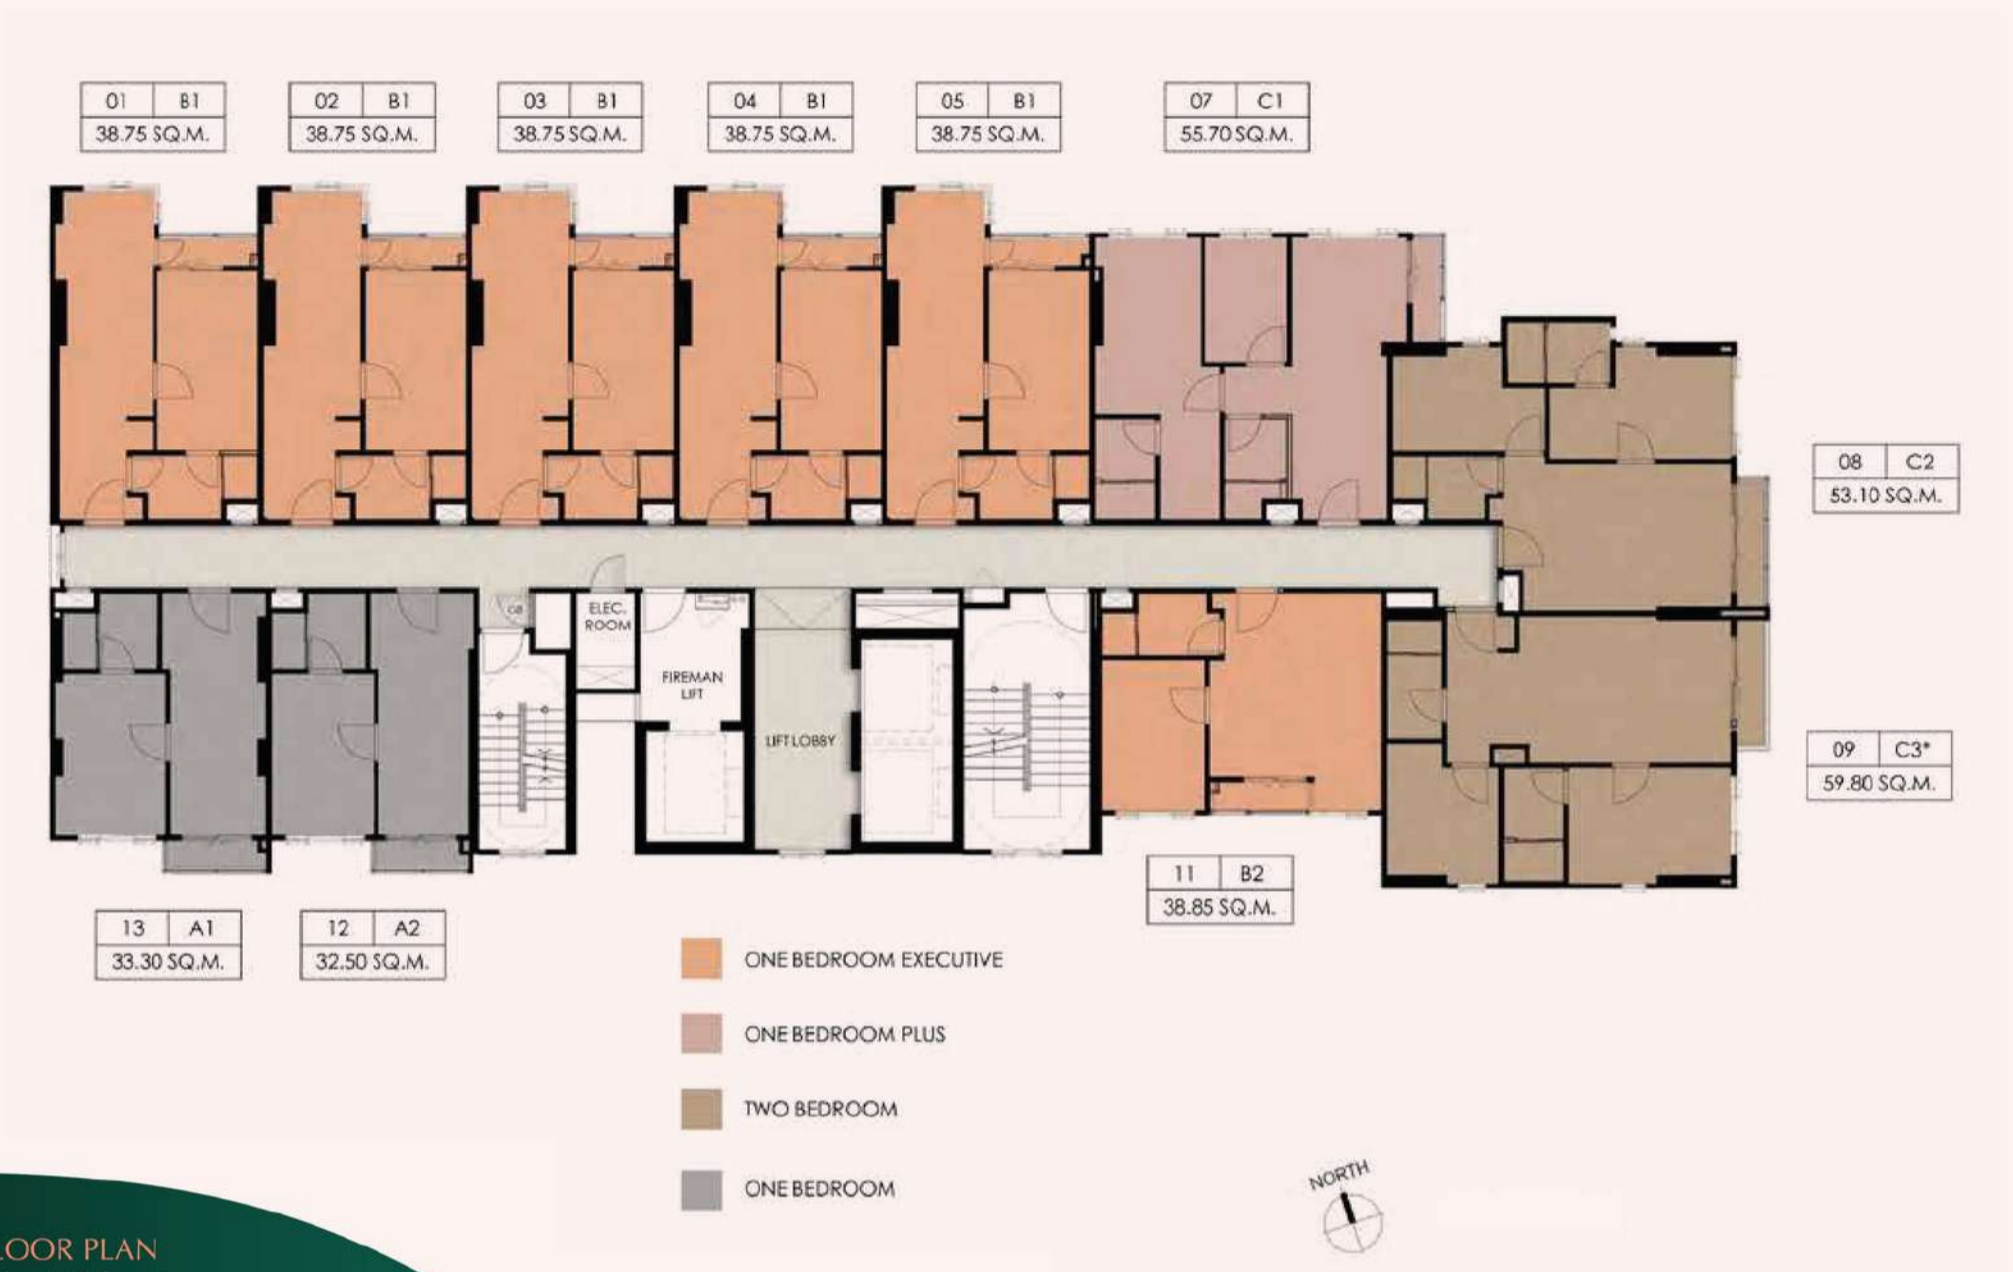 01 B1
38.75 SQ.M.
02 B1
38.75 SQ.M.
03 B1
38.75 SQ.M.
04 B1
38.75 SQ.M.
05 B1
38.75 SQ.M.
07 C1
55.70 SQ.M.
08 C2
53.10 SQ.M.
ELEC.
ROOM
FIREMAN
LIFT
LIFT LOBBY
09 C3*
59.80 SQ.M.
11 B2
38.85 SQ.M.
13 A1
33.30 SQ.M.
12 A2
32.50 SQ.M.
ONE BEDROOM EXECUTIVE
ONE BEDROOM PLUS
TWO BEDROOM
ONE BEDROOM
NORTH
LOOR PLAN